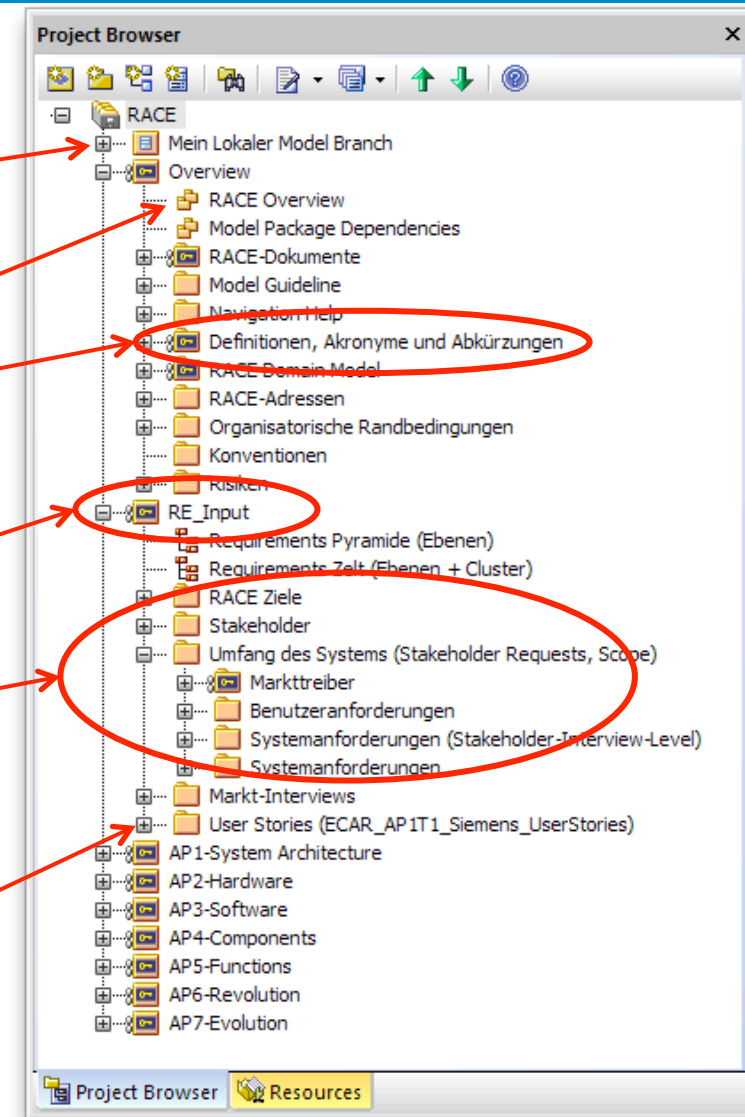 Project Browser
RACE
Mein Lokaler Model Branch
Overview
RACE Overview
Model Package Dependencies
RACE-Dokumente
Model Guideline
Navigation Help
Definitionen, Akronyme und Abkürzungen
RACE Domain Model
RACE-Adressen
Organisatorische Randbedingungen
Konventionen
Risiken
RE_Input
Requirements Pyramide (Ebenen)
Requirements Zelt (Ebenen + Cluster)
RACE Ziele
Stakeholder
Umfang des Systems (Stakeholder Requests, Scope)
Markttreiber
Benutzeranforderungen
Systemanforderungen (Stakeholder-Interview-Level)
Systemanforderungen
Markt-Interviews
User Stories (ECAR_AP1T1_Siemens_UserStories)
AP1-System Architecture
AP2-Hardware
AP3-Software
AP4-Components
AP5-Functions
AP6-Revolution
AP7-Evolution
Project Browser Resources